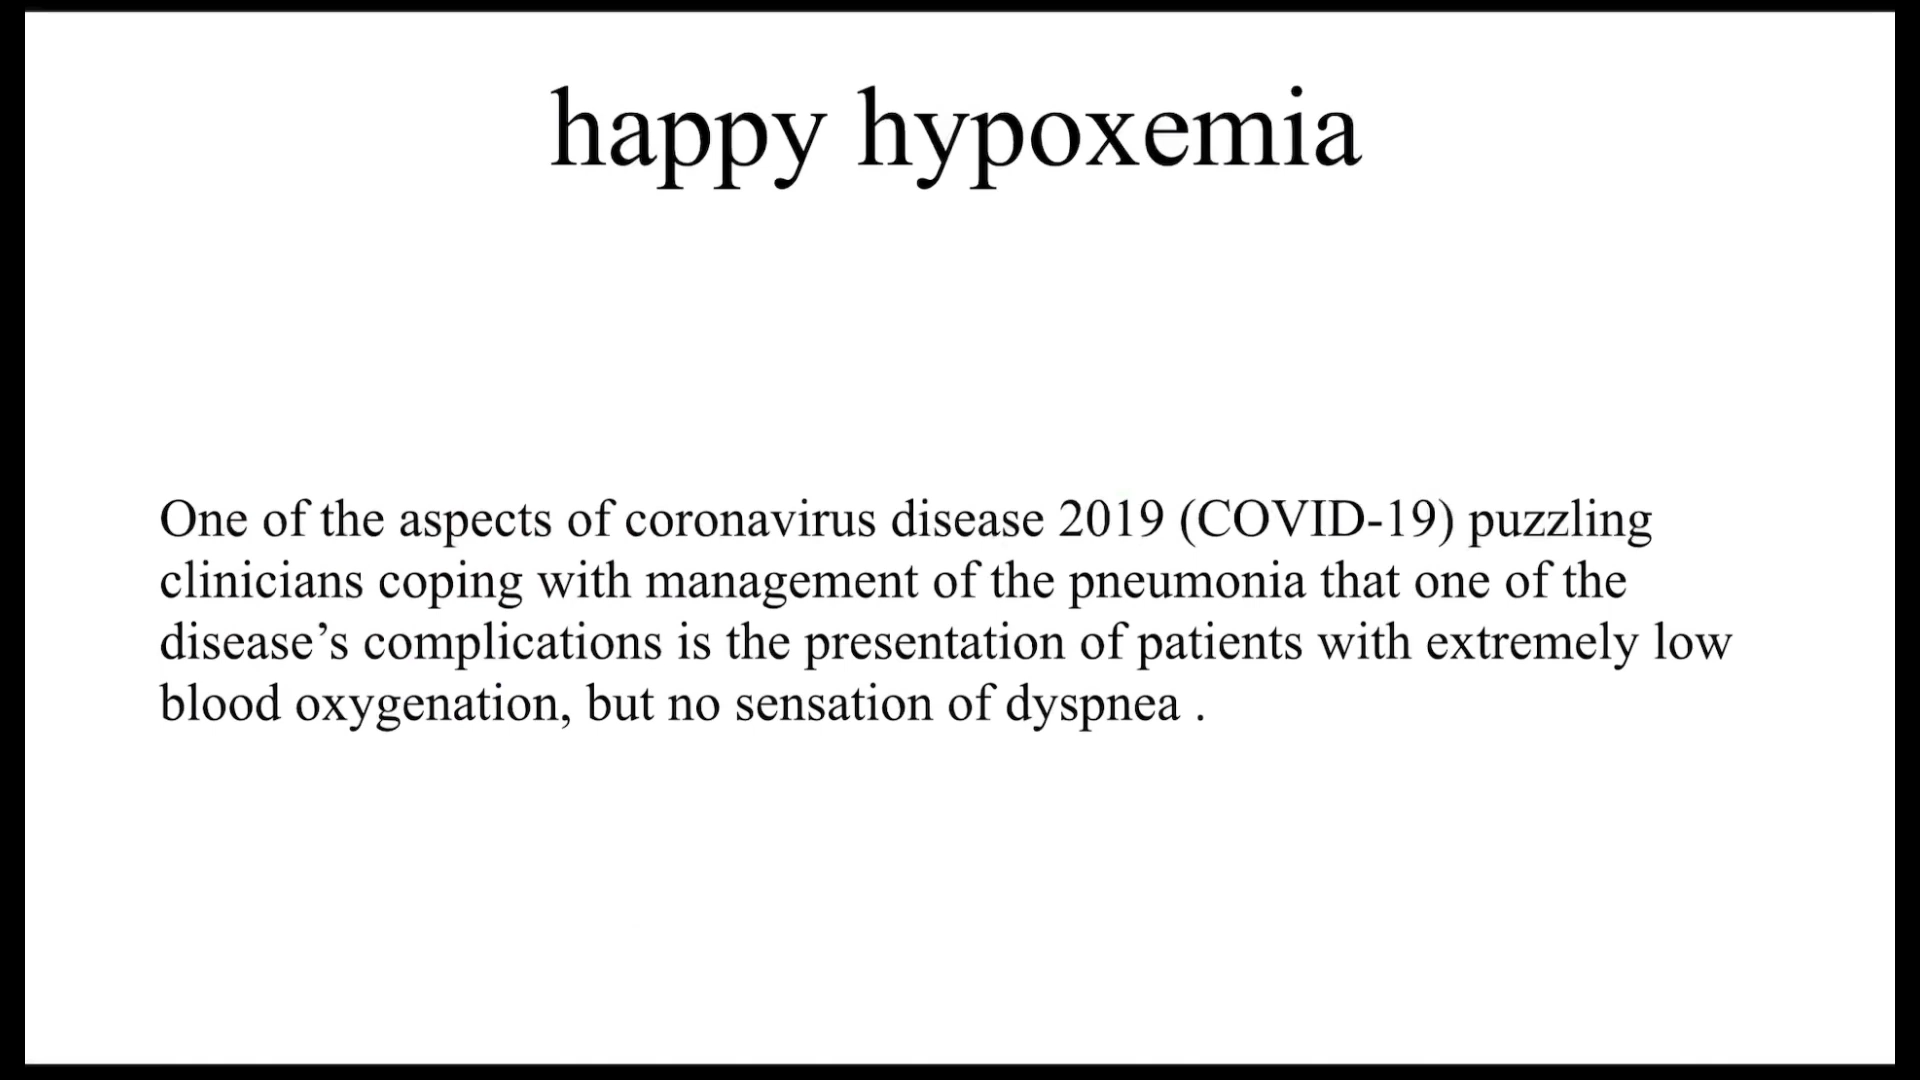 happy hypoxemia
One of the aspects of coronavirus disease 2019 (COVID-19) puzzling
clinicians coping with management of the pneumonia that one of the
disease’s complications is the presentation of patients with extremely low
blood oxygenation, but no sensation of dyspnea .